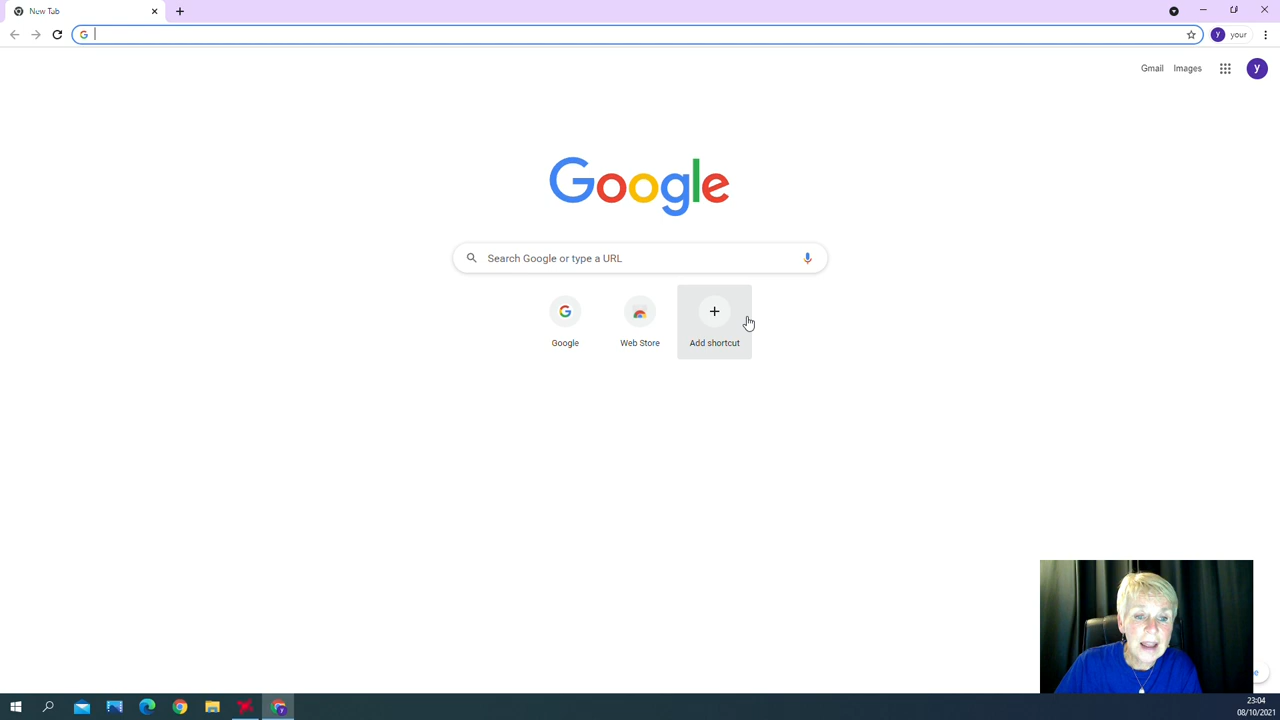 New Tab
your
Gmail
Images
y
Google
Search Google or type a URL
Google
Web Store
Add shortcut
23:04
08/10/2021